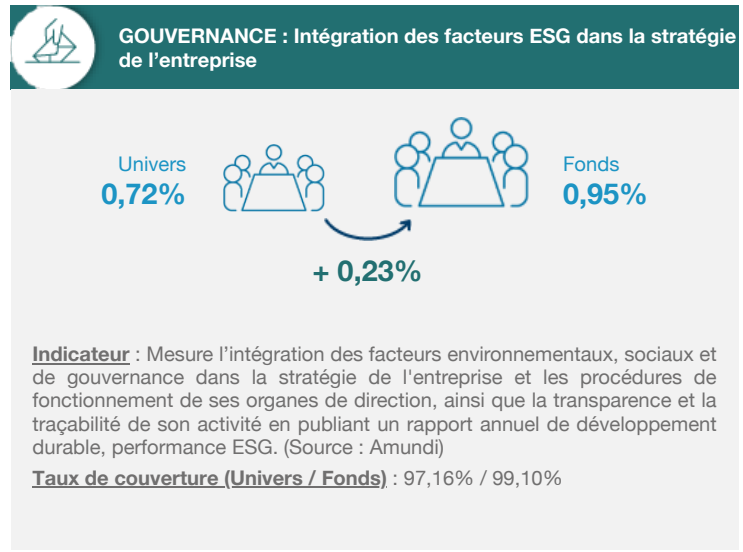 GOUVERNANCE : Intégration des facteurs ESG dans la stratégie
de l’entreprise
Univers
0,72%
Fonds
0,95%
+ 0,23%
Indicateur : Mesure l’intégration des facteurs environnementaux, sociaux et
de gouvernance dans la stratégie de l'entreprise et les procédures de
fonctionnement de ses organes de direction, ainsi que la transparence et la
traçabilité de son activité en publiant un rapport annuel de développement
durable, performance ESG. (Source : Amundi)
Taux de couverture (Univers / Fonds) : 97,16% / 99,10%